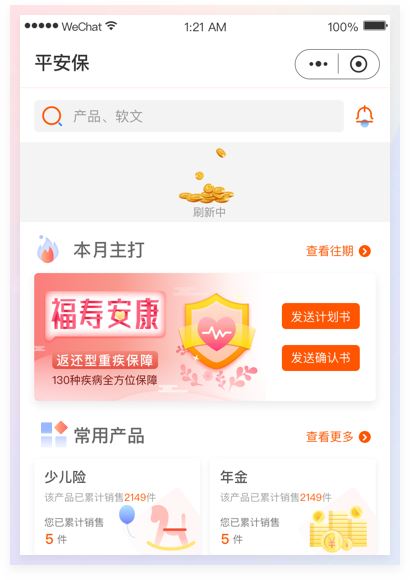 WeChat 1:21 AM 100%
平安保
产品、软文
刷新中
本月主打 查看往期
福寿安康
返还型重疾保障
130种疾病全方位保障
发送计划书
发送确认书
常用产品 查看更多
少儿险
该产品已累计销售2149件
您已累计销售
5 件
年金
该产品已累计销售2149件
您已累计销售
5 件